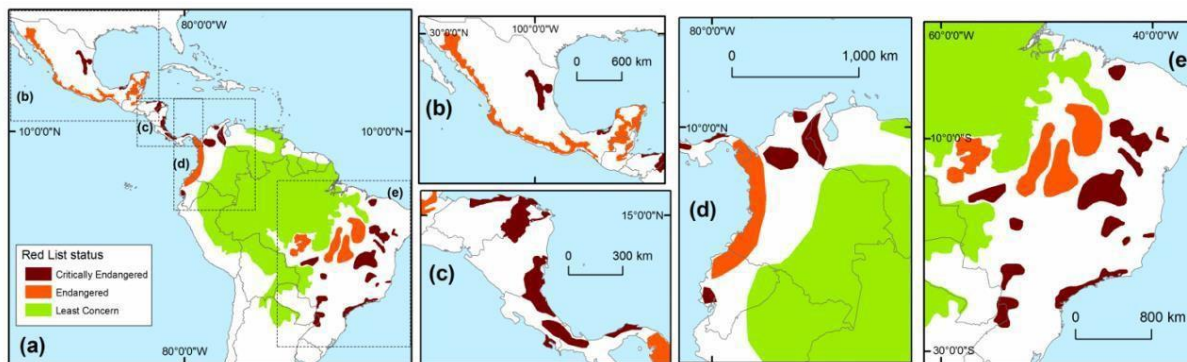 80°0'0"W
(b)
10°0'0"N
10°0'0"N
(c)
(d)
(e)
Red List status
Critically Endangered
Endangered
Least Concern
(a)
80°0'0"W
100°0'0"W
30°0'0"N
0 600 km
(b)
15°0'0"N
0 300 km
(c)
80°0'0"W
0 1,000 km
10°0'0"N
(d)
60°0'0"W
40°0'0"W
(e)
10°0'0"S
0 800 km
30°0'0"S